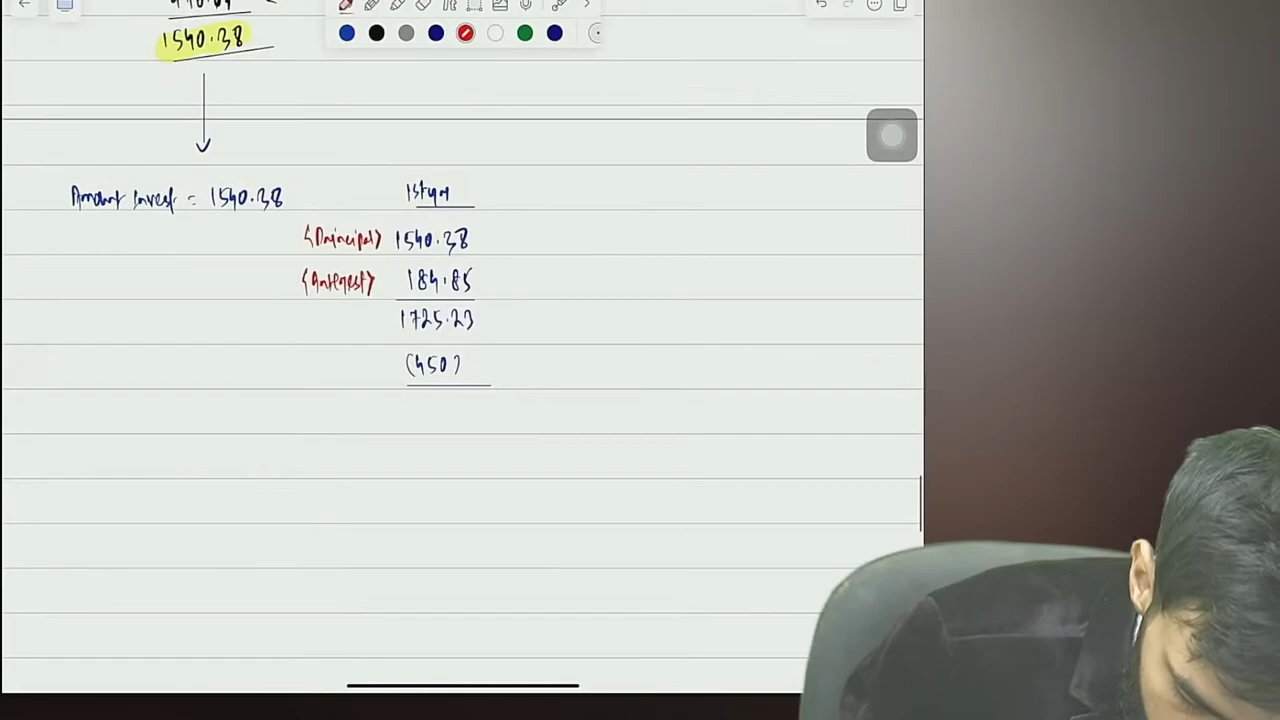 1540.38
Amount invest = 1540.38
1st yr
{Principal} 1540.38
{Interest} 184.85
1725.23
(450)